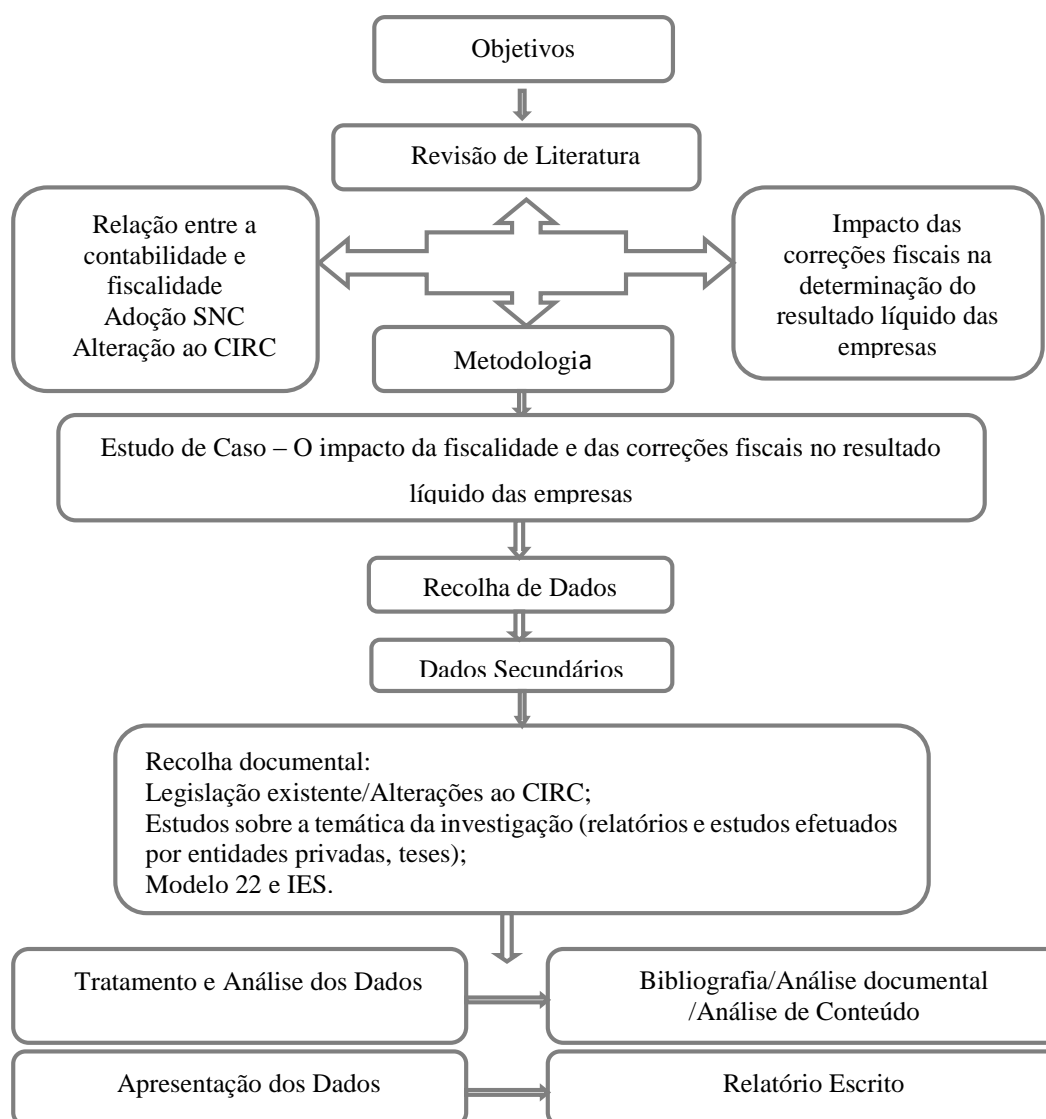 Objetivos
Revisão de Literatura
Relação entre a
contabilidade e
fiscalidade
Adoção SNC
Alteração ao CIRC
Impacto das
correções fiscais na
determinação do
resultado líquido das
empresas
Metodologia
Estudo de Caso – O impacto da fiscalidade e das correções fiscais no resultado
líquido das empresas
Recolha de Dados
Dados Secundários
Recolha documental:
Legislação existente/Alterações ao CIRC;
Estudos sobre a temática da investigação (relatórios e estudos efetuados
por entidades privadas, teses);
Modelo 22 e IES.
Tratamento e Análise dos Dados
Bibliografia/Análise documental
/Análise de Conteúdo
Apresentação dos Dados
Relatório Escrito